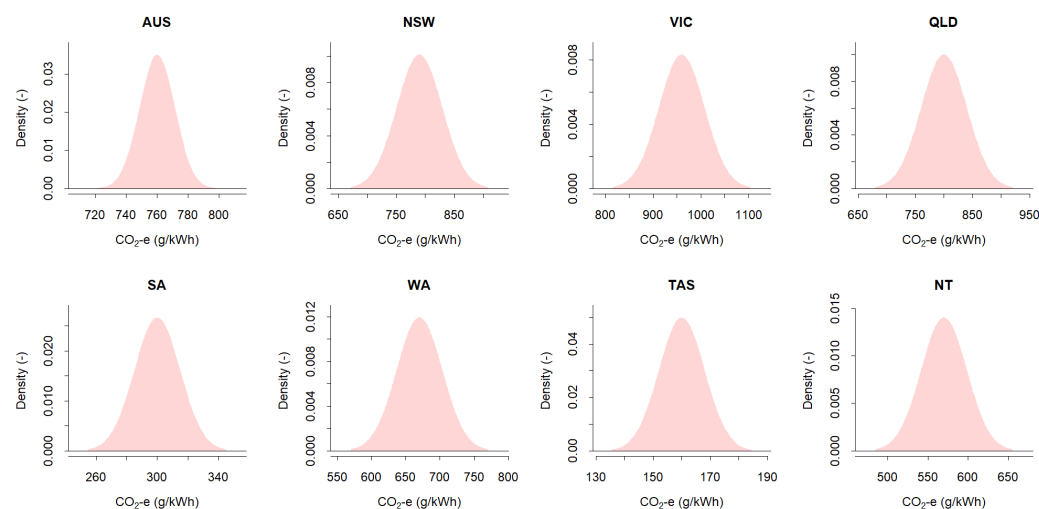 AUS
Density (-)
0.00 0.01 0.02 0.03
720 740 760 780 800
CO₂-e (g/kWh)
NSW
Density (-)
0.000 0.004 0.008
650 750 850
CO₂-e (g/kWh)
VIC
Density (-)
0.000 0.004 0.008
800 900 1000 1100
CO₂-e (g/kWh)
QLD
Density (-)
0.000 0.004 0.008
650 750 850 950
CO₂-e (g/kWh)
SA
Density (-)
0.000 0.010 0.020
260 300 340
CO₂-e (g/kWh)
WA
Density (-)
0.000 0.004 0.008 0.012
550 600 650 700 750 800
CO₂-e (g/kWh)
TAS
Density (-)
0.00 0.02 0.04
130 150 170 190
CO₂-e (g/kWh)
NT
Density (-)
0.000 0.005 0.010 0.015
500 550 600 650
CO₂-e (g/kWh)